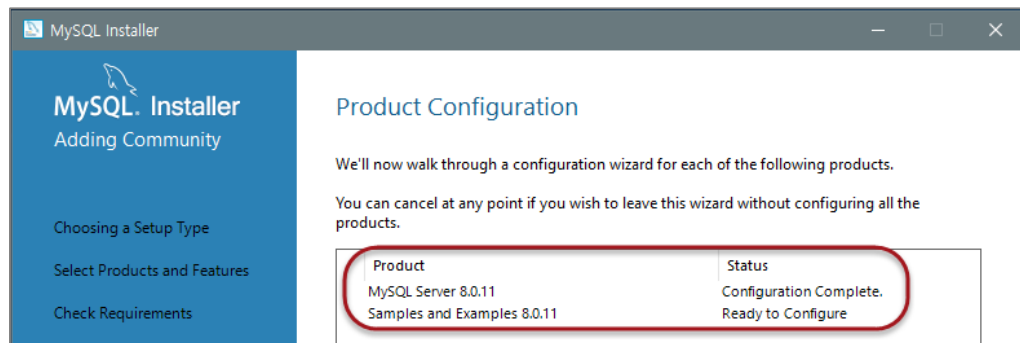 MySQL Installer
MySQL. Installer
Adding Community
Choosing a Setup Type
Select Products and Features
Check Requirements
Product Configuration
We'll now walk through a configuration wizard for each of the following products.
You can cancel at any point if you wish to leave this wizard without configuring all the
products.
Product Status
MySQL Server 8.0.11 Configuration Complete.
Samples and Examples 8.0.11 Ready to Configure